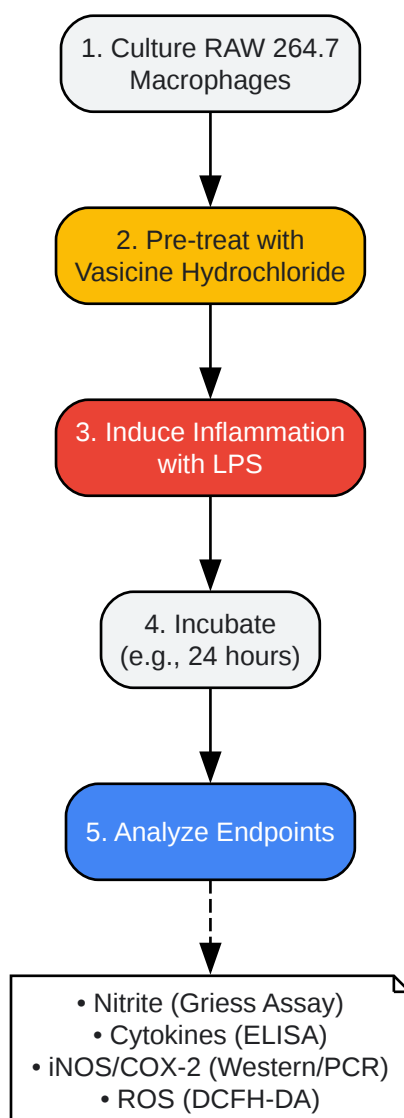 1. Culture RAW 264.7
Macrophages
2. Pre-treat with
Vasicine Hydrochloride
3. Induce Inflammation
with LPS
4. Incubate
(e.g., 24 hours)
5. Analyze Endpoints
• Nitrite (Griess Assay)
• Cytokines (ELISA)
• iNOS/COX-2 (Western/PCR)
• ROS (DCFH-DA)